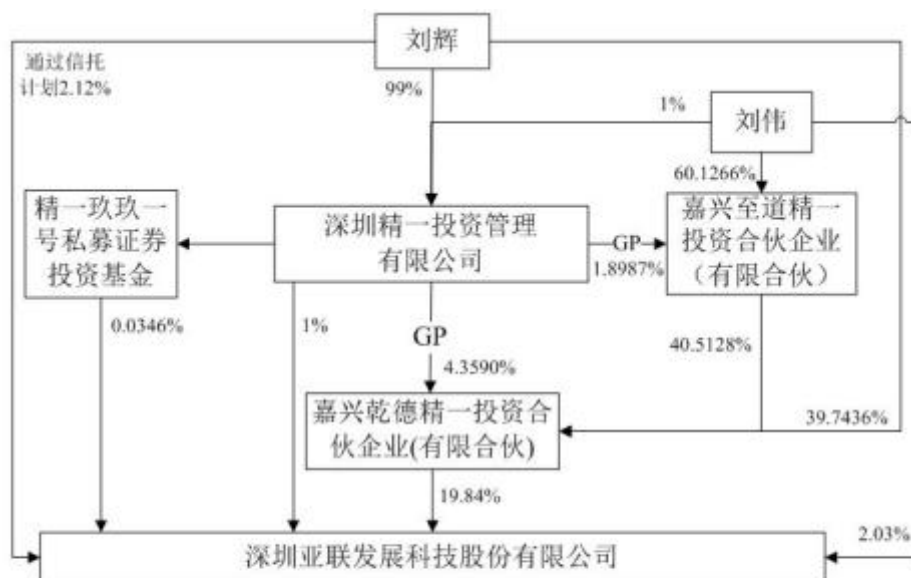 刘辉
通过信托
计划2.12%
99%
1%
刘伟
60.1266%
精一玖玖一
号私募证券
投资基金
深圳精一投资管理
有限公司
GP
1.8987%
嘉兴至道精一
投资合伙企业
（有限合伙）
0.0346%
1%
GP
4.3590%
40.5128%
嘉兴乾德精一投资合
伙企业(有限合伙)
39.7436%
19.84%
2.03%
深圳亚联发展科技股份有限公司